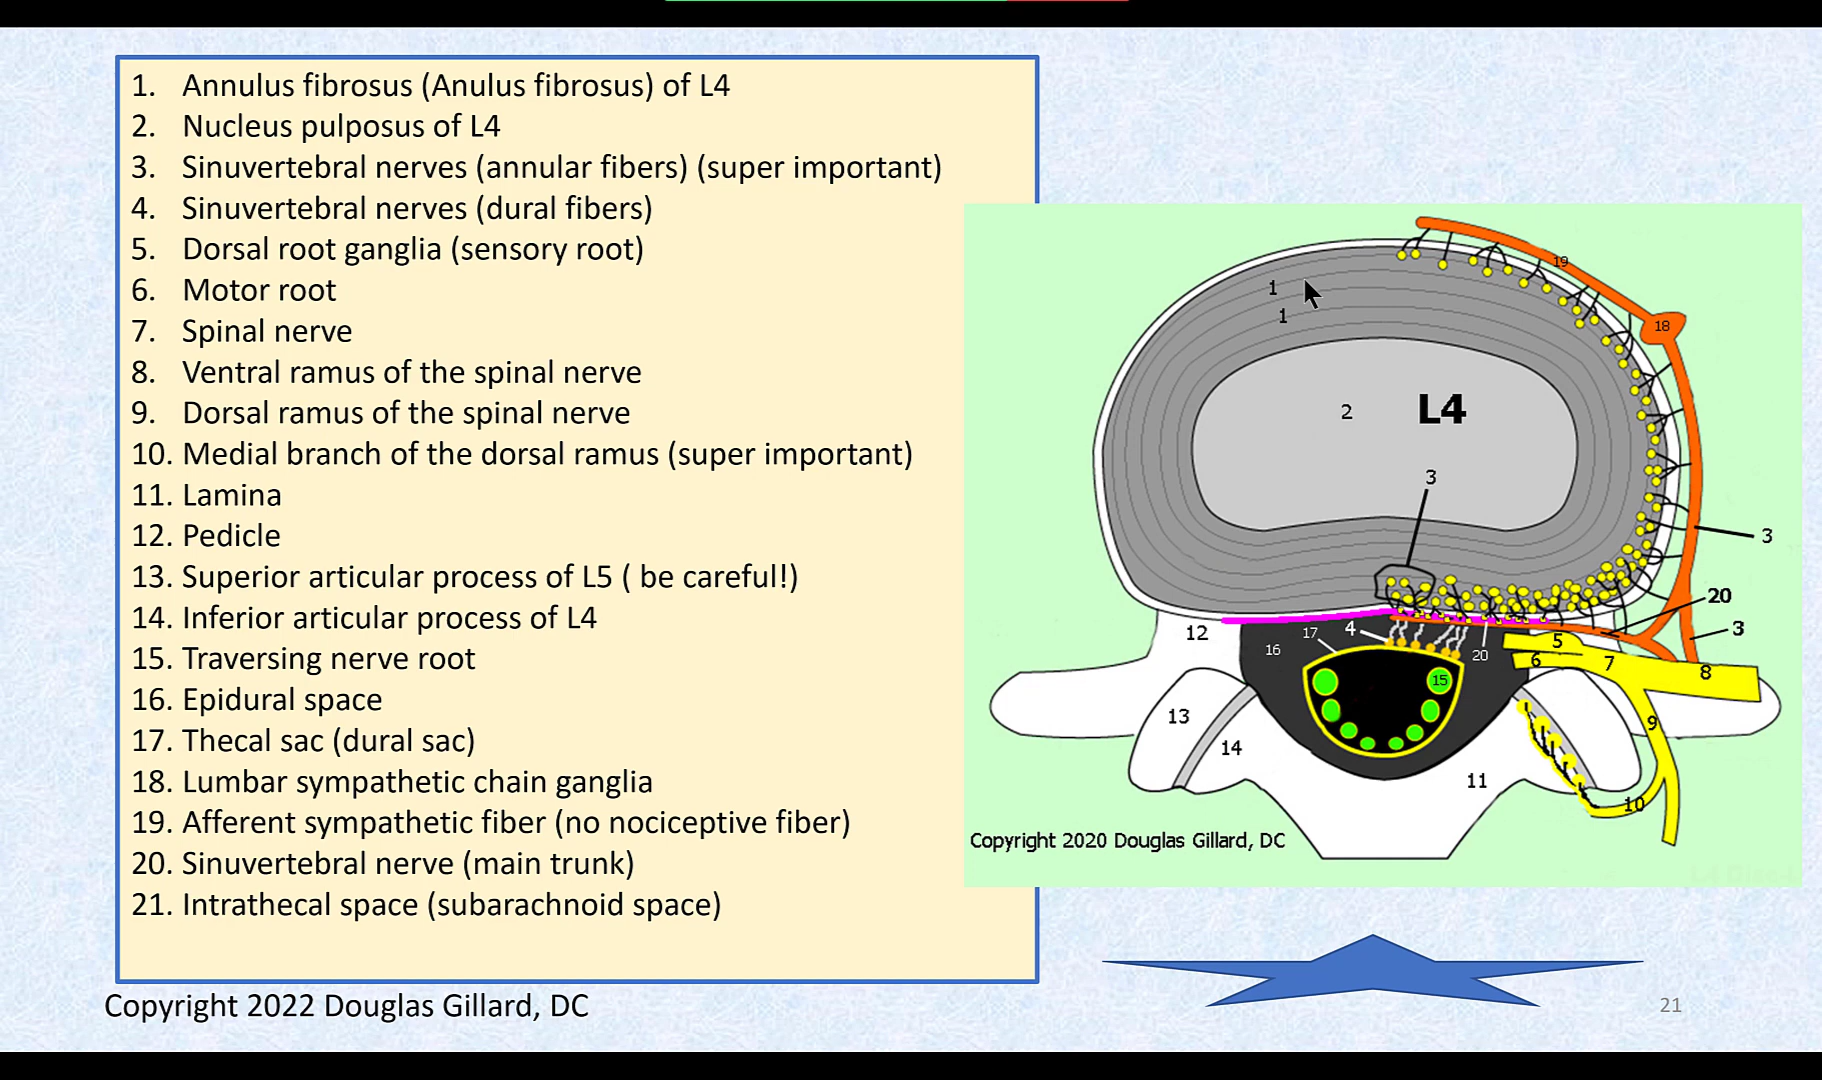 1. Annulus fibrosus (Anulus fibrosus) of L4
2. Nucleus pulposus of L4
3. Sinuvertebral nerves (annular fibers) (super important)
4. Sinuvertebral nerves (dural fibers)
5. Dorsal root ganglia (sensory root)
6. Motor root
7. Spinal nerve
8. Ventral ramus of the spinal nerve
9. Dorsal ramus of the spinal nerve
10. Medial branch of the dorsal ramus (super important)
11. Lamina
12. Pedicle
13. Superior articular process of L5 ( be careful!)
14. Inferior articular process of L4
15. Traversing nerve root
16. Epidural space
17. Thecal sac (dural sac)
18. Lumbar sympathetic chain ganglia
19. Afferent sympathetic fiber (no nociceptive fiber)
20. Sinuvertebral nerve (main trunk)
21. Intrathecal space (subarachnoid space)
19
1
1
18
2
L4
3
3
20
12
17
4
3
16
20
5
6
7
8
15
13
9
14
11
10
Copyright 2020 Douglas Gillard, DC
Copyright 2022 Douglas Gillard, DC
21